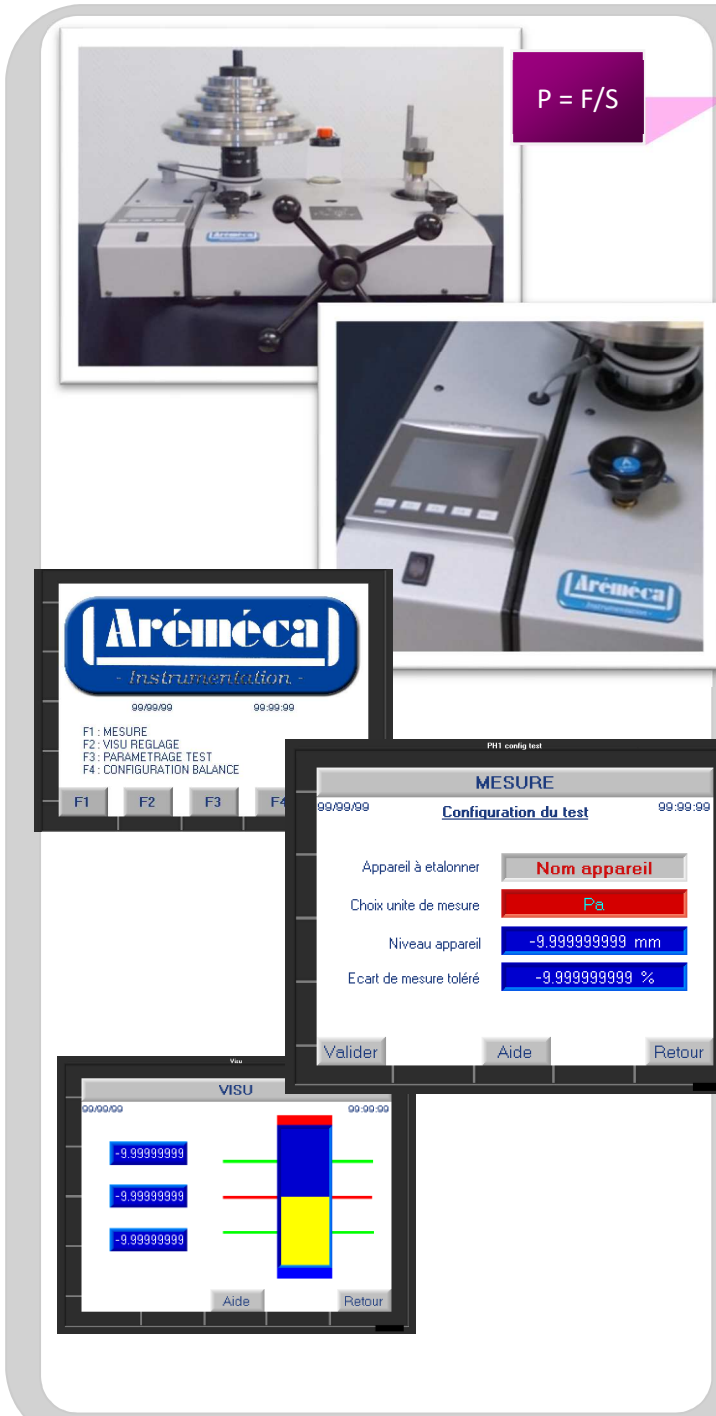 P = F/S
Aréméca
Aréméca
- Instrumentation -
Aréméca
- Instrumentation -
99/99/99 99:99:99
F1 : MESURE
F2 : VISU REGLAGE
F3 : PARAMETRAGE TEST
F4 : CONFIGURATION BALANCE
F1 F2 F3 F4
PH1 config text
MESURE
99/99/99 Configuration du test 99:99:99
Appareil à etalonner Nom appareil
Choix unite de mesure Pa
Niveau appareil -9.999999999 mm
Ecart de mesure toléré -9.999999999 %
Valider Aide Retour
Visu
VISU
99/99/99 99:99:99
-9.99999999
-9.99999999
-9.99999999
Aide Retour